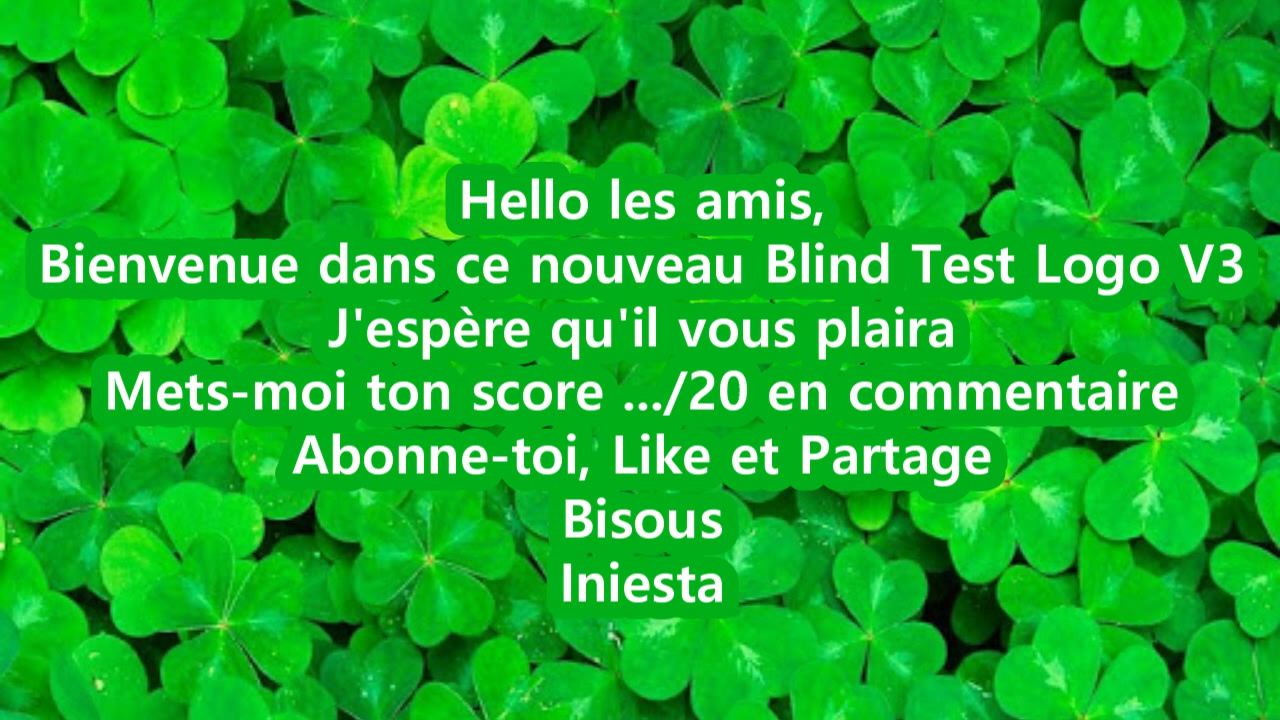 Hello les amis,
Bienvenue dans ce nouveau Blind Test Logo V3
J'espère qu'il vous plaira
Mets-moi ton score .../20 en commentaire
Abonne-toi, Like et Partage
Bisous
Iniesta